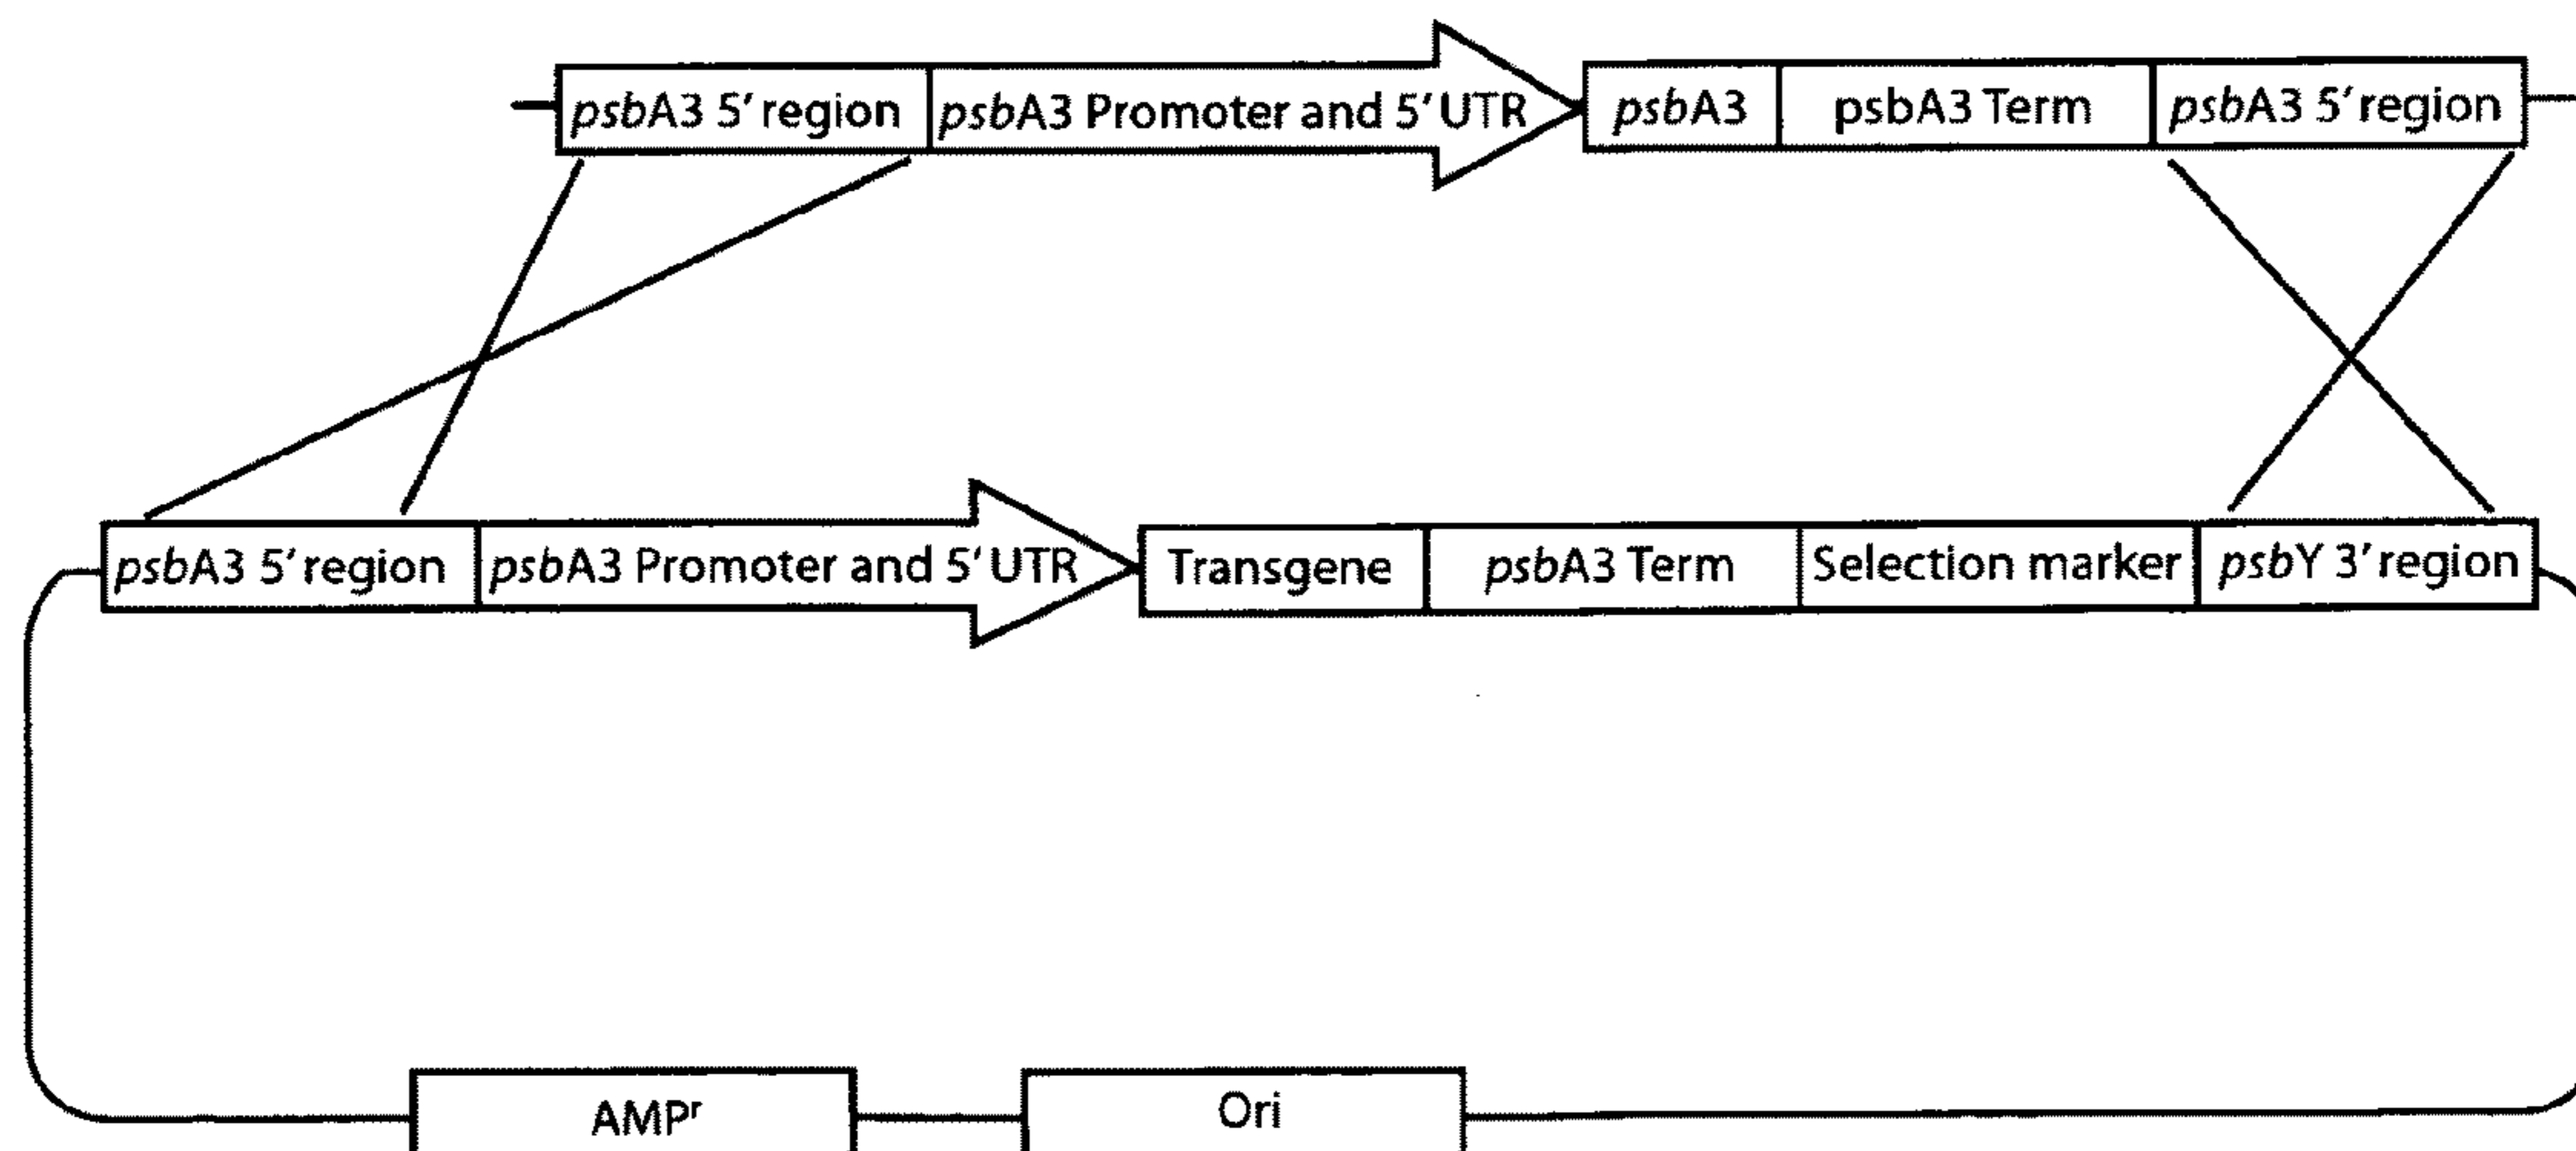 psbA3 5' region psbA3 Promoter and 5' UTR psbA3 psbA3 Term psbA3 5' region
psbA3 5' region psbA3 Promoter and 5' UTR Transgene psbA3 Term Selection marker psbY 3' region
AMPr Ori